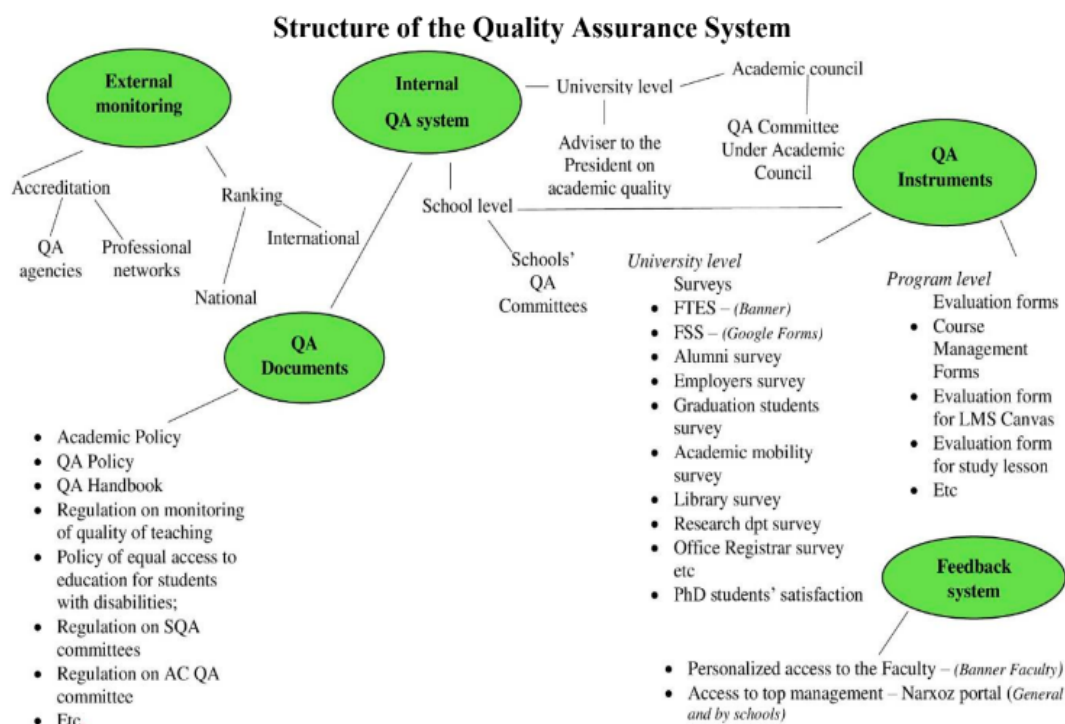 Structure of the Quality Assurance System
External
monitoring
Accreditation
QA
agencies
Professional
networks
Ranking
International
National
Internal
QA system
University level
Academic council
Adviser to the
President on
academic quality
QA Committee
Under Academic
Council
School level
Schools'
QA
Committees
QA
Instruments
University level
Surveys
• FTES – (Banner)
• FSS – (Google Forms)
• Alumni survey
• Employers survey
• Graduation students
survey
• Academic mobility
survey
• Library survey
• Research dpt survey
• Office Registrar survey
etc
• PhD students' satisfaction
Program level
Evaluation forms
• Course
Management
Forms
• Evaluation form
for LMS Canvas
• Evaluation form
for study lesson
• Etc
QA
Documents
• Academic Policy
• QA Policy
• QA Handbook
• Regulation on monitoring
of quality of teaching
• Policy of equal access to
education for students
with disabilities;
• Regulation on SQA
committees
• Regulation on AC QA
committee
• Etc
Feedback
system
• Personalized access to the Faculty – (Banner Faculty)
• Access to top management – Narxoz portal (General
and by schools)